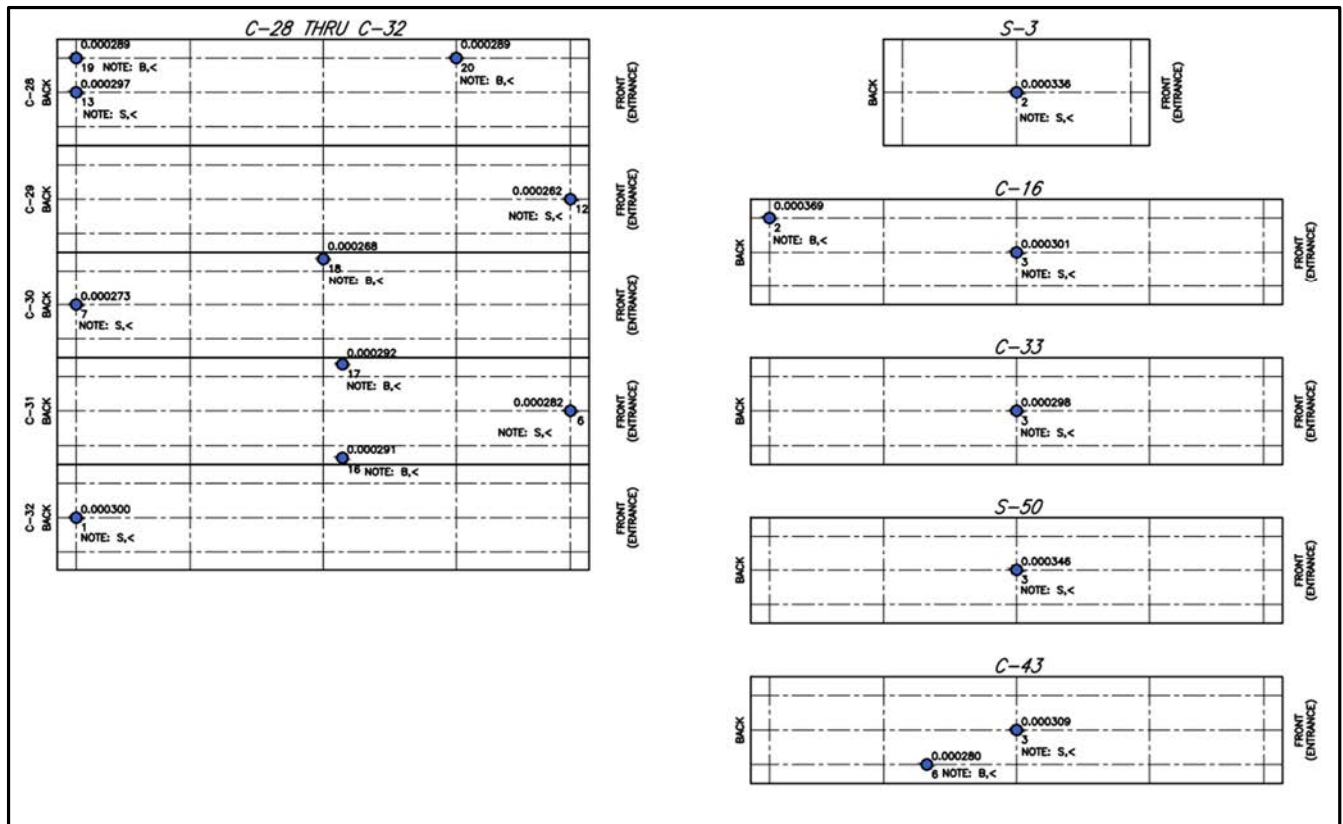 C-28 THRU C-32
0.000289
19 NOTE: B,<
0.000289
20
NOTE: B,<
C-28
BACK
0.000297
13
NOTE: S,<
FRONT
(ENTRANCE)
C-29
BACK
0.000262
12
NOTE: S,<
FRONT
(ENTRANCE)
0.000268
18
NOTE: B,<
C-30
BACK
0.000273
7
NOTE: S,<
FRONT
(ENTRANCE)
0.000292
17
NOTE: B,<
C-31
BACK
0.000282
6
NOTE: S,<
FRONT
(ENTRANCE)
0.000291
16 NOTE: B,<
C-32
BACK
0.000300
1
NOTE: S,<
FRONT
(ENTRANCE)
S-3
BACK
0.000336
2
NOTE: S,<
FRONT
(ENTRANCE)
C-16
0.000369
2
NOTE: B,<
BACK
0.000301
3
NOTE: S,<
FRONT
(ENTRANCE)
C-33
BACK
0.000298
3
NOTE: S,<
FRONT
(ENTRANCE)
S-50
BACK
0.000346
3
NOTE: S,<
FRONT
(ENTRANCE)
C-43
BACK
0.000309
3
NOTE: S,<
0.000280
6 NOTE: B,<
FRONT
(ENTRANCE)